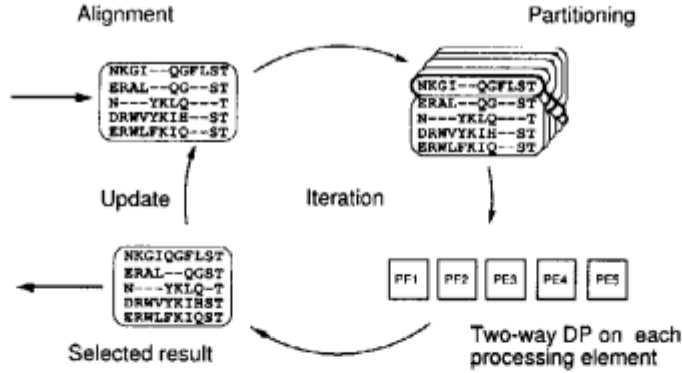 Alignment
Partitioning
NKGI--QGFLST
ERAL--QG--ST
N---YKLQ---T
DRWVYKIH--ST
ERWLFKIQ--ST
NKGI--QGFLST
ERAL--QG--ST
N---YKLQ---T
DRWVYKIH--ST
ERWLFKIQ--ST
Update
Iteration
NKGIQGFLST
ERAL--QGST
N---YKLQ-T
DRWVYKIHST
ERWLFKIQST
PE1
PE2
PE3
PE4
PE5
Selected result
Two-way DP on each
processing element